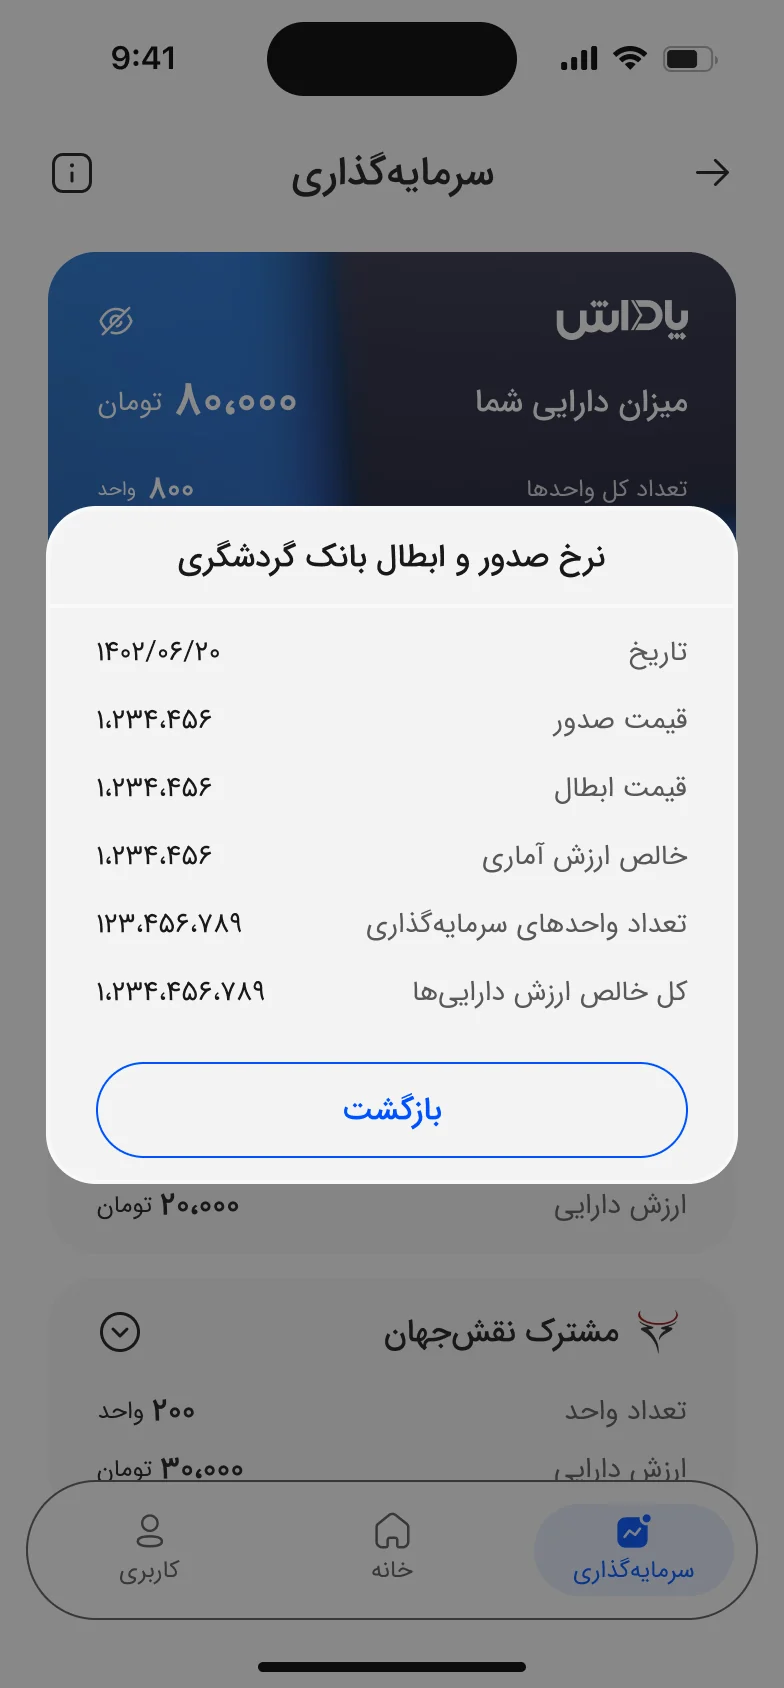 9:41
سرمایه‌گذاری
پاداش
میزان دارایی شما ۸۰،۰۰۰ تومان
تعداد کل واحدها ۸۰۰ واحد
نرخ صدور و ابطال بانک گردشگری
تاریخ ۱۴۰۲/۰۶/۲۰
قیمت صدور ۱،۲۳۴،۴۵۶
قیمت ابطال ۱،۲۳۴،۴۵۶
خالص ارزش آماری ۱،۲۳۴،۴۵۶
تعداد واحدهای سرمایه‌گذاری ۱۲۳،۴۵۶،۷۸۹
کل خالص ارزش دارایی‌ها ۱،۲۳۴،۴۵۶،۷۸۹
بازگشت
ارزش دارایی ۲۰،۰۰۰ تومان
مشترک نقش‌جهان
تعداد واحد ۲۰۰ واحد
ارزش دارایی ۳۰،۰۰۰ تومان
سرمایه‌گذاری خانه کاربری